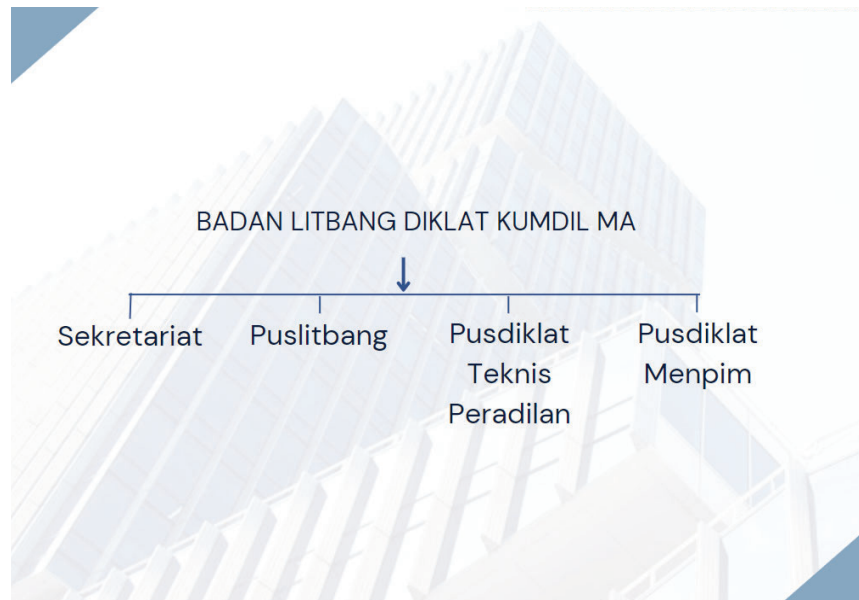 BADAN LITBANG DIKLAT KUMDIL MA
Sekretariat
Puslitbang
Pusdiklat
Teknis
Peradilan
Pusdiklat
Menpim